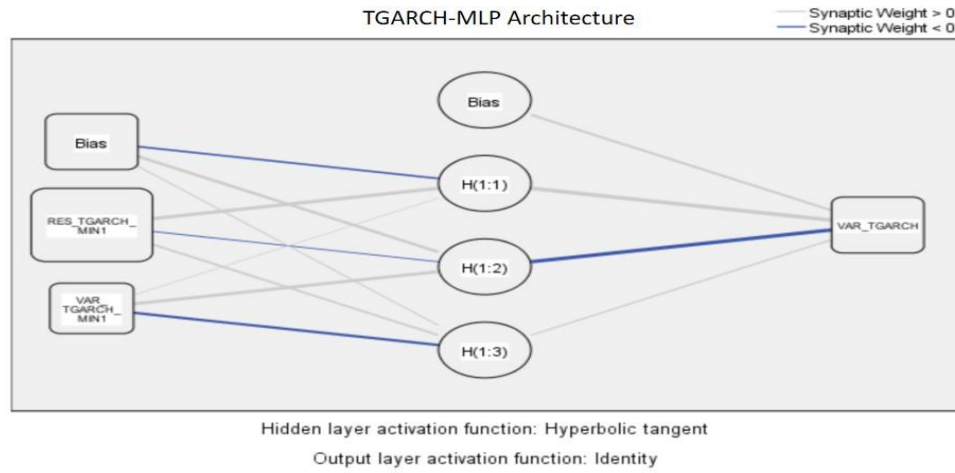 TGARCH-MLP Architecture
Synaptic Weight > 0
Synaptic Weight < 0
Bias
Bias
H(1:1)
RES_TGARCH_
MIN1
VAR_TGARCH
H(1:2)
VAR_
TGARCH_
MIN1
H(1:3)
Hidden layer activation function: Hyperbolic tangent
Output layer activation function: Identity